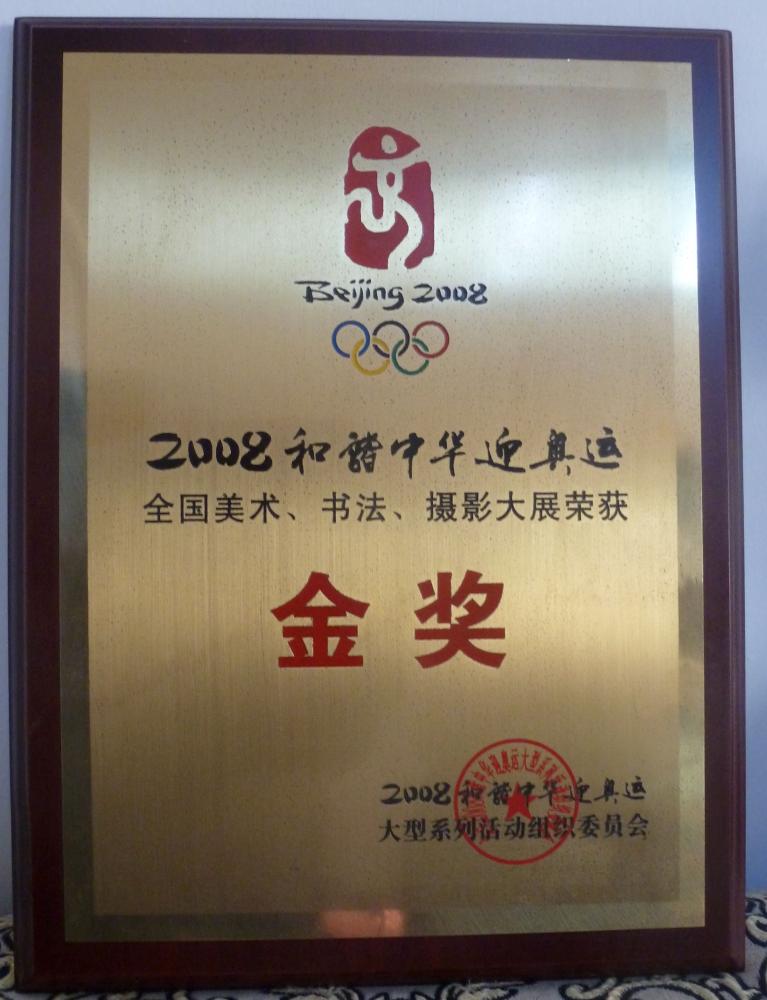 Beijing 2008
2008和谐中华迎奥运
全国美术、书法、摄影大展荣获
金奖
2008和谐中华迎奥运
大型系列活动组织委员会